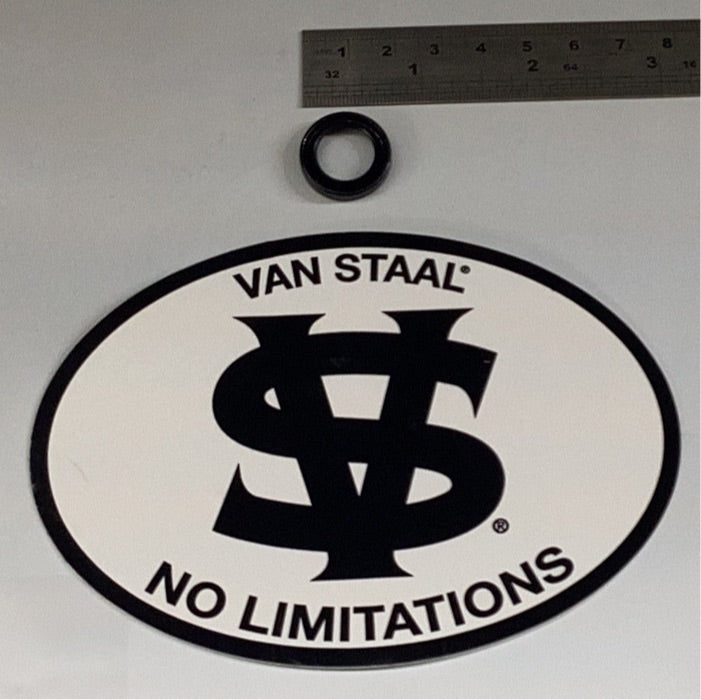 1 2 3 4 5 6 7 8
32 1 2 64 3 16
VAN STAAL®
VS
®
NO LIMITATIONS